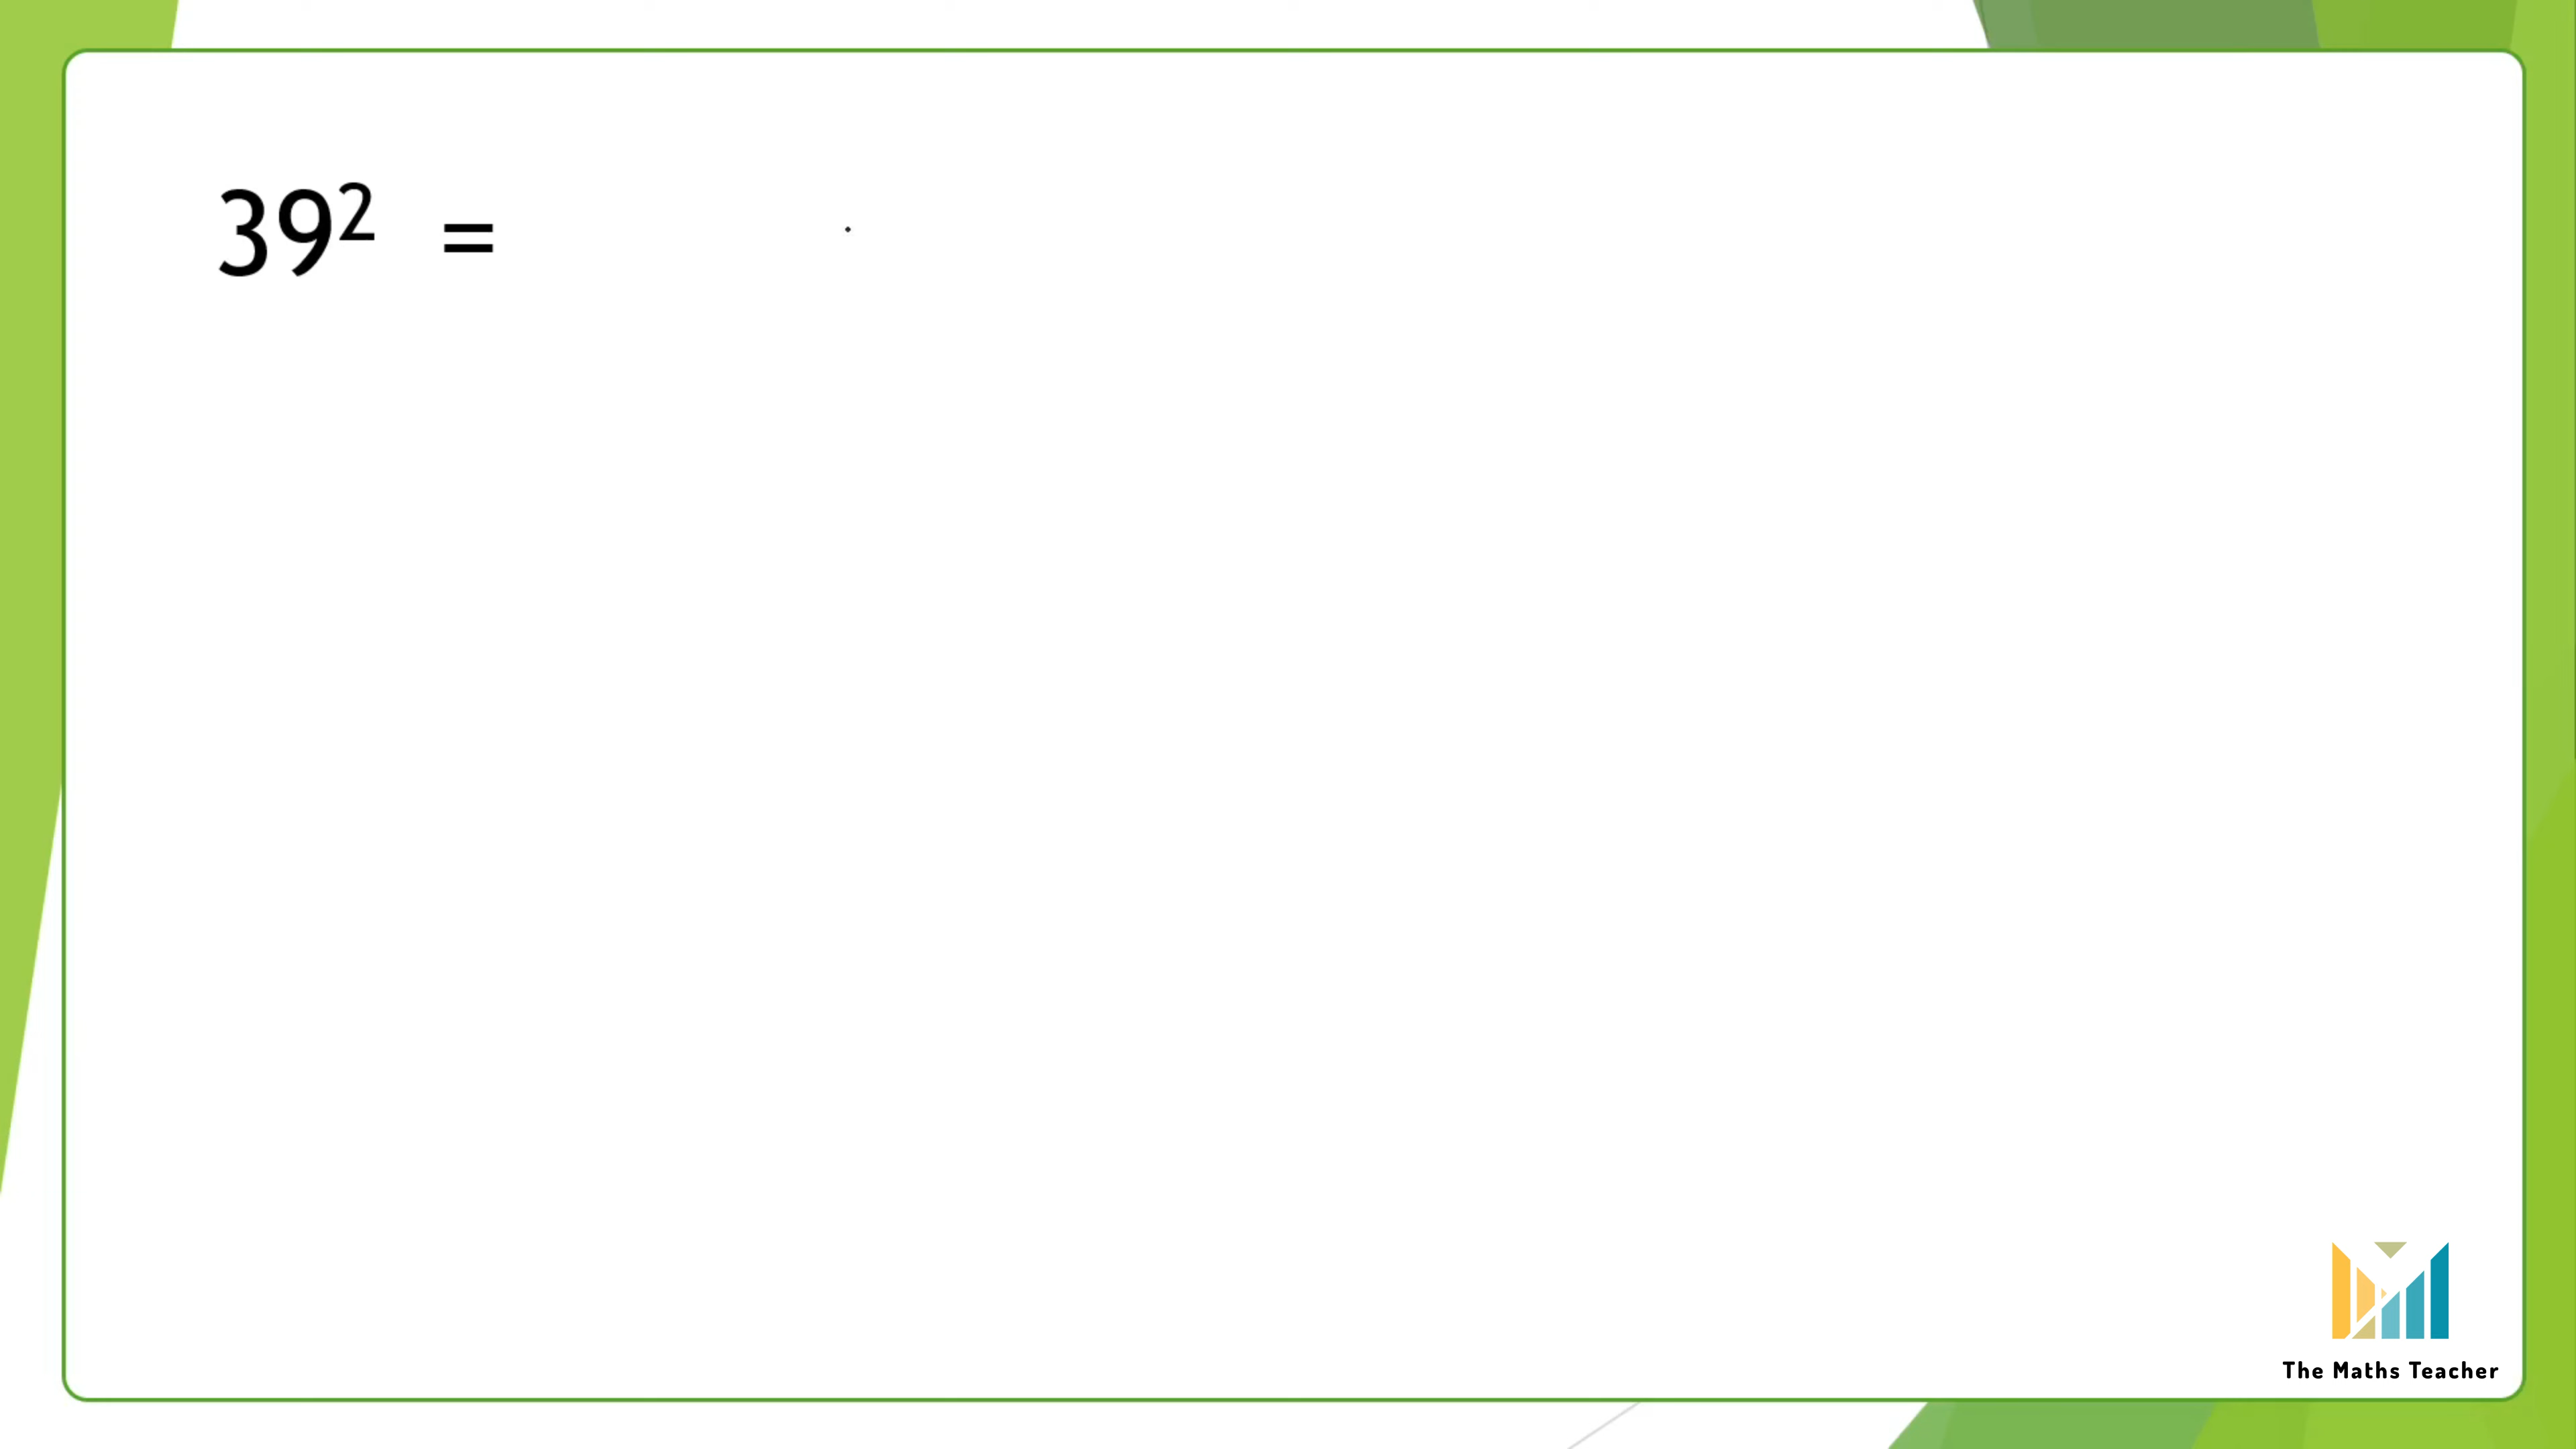 39² =
The Maths Teacher